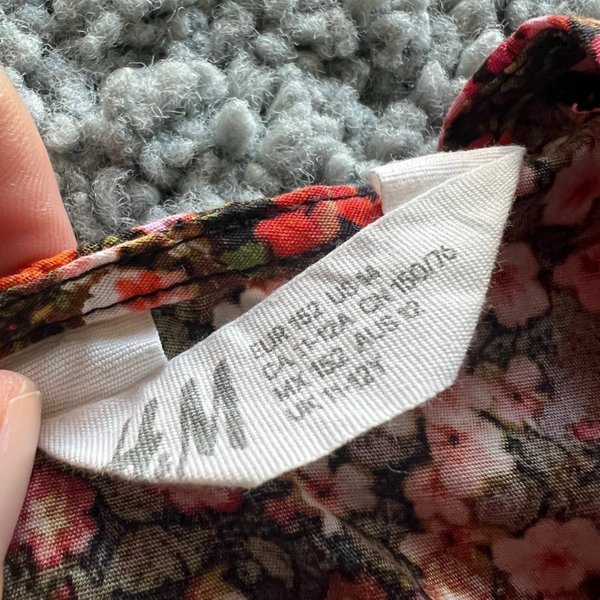 H&M
EUR 152 US 14
CA 11-12A CN 150/76
MX 152 AUS 12
UK 11-12Y